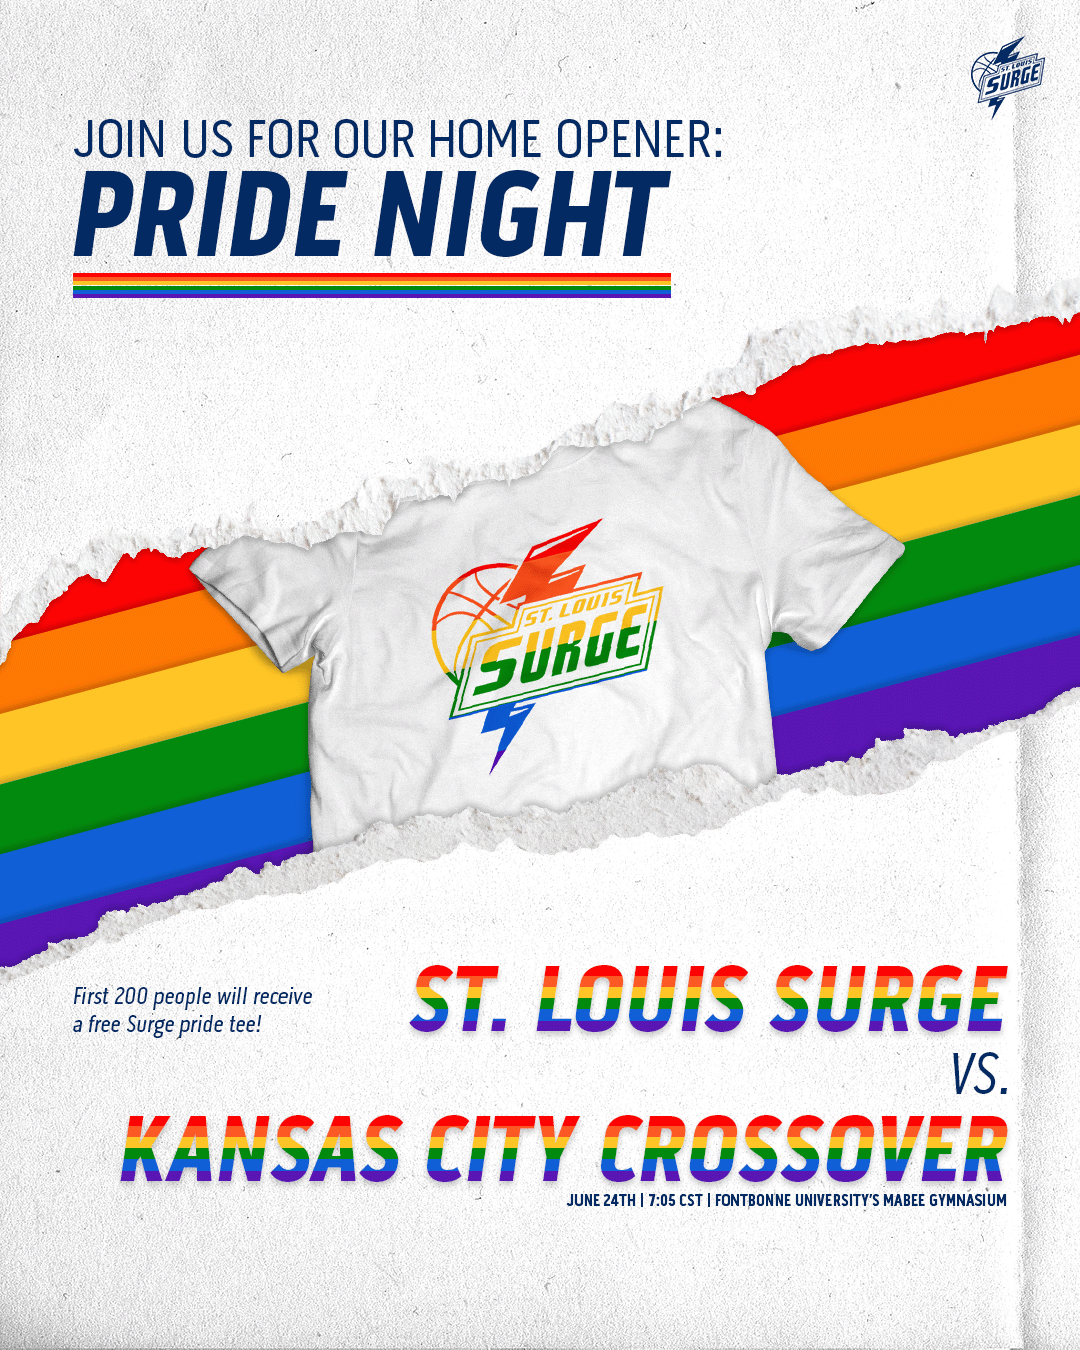 ST. LOUIS
SURGE
JOIN US FOR OUR HOME OPENER:
PRIDE NIGHT
ST. LOUIS
SURGE
First 200 people will receive
a free Surge pride tee!
ST. LOUIS SURGE
VS.
KANSAS CITY CROSSOVER
JUNE 24TH | 7:05 CST | FONTBONNE UNIVERSITY'S MABEE GYMNASIUM